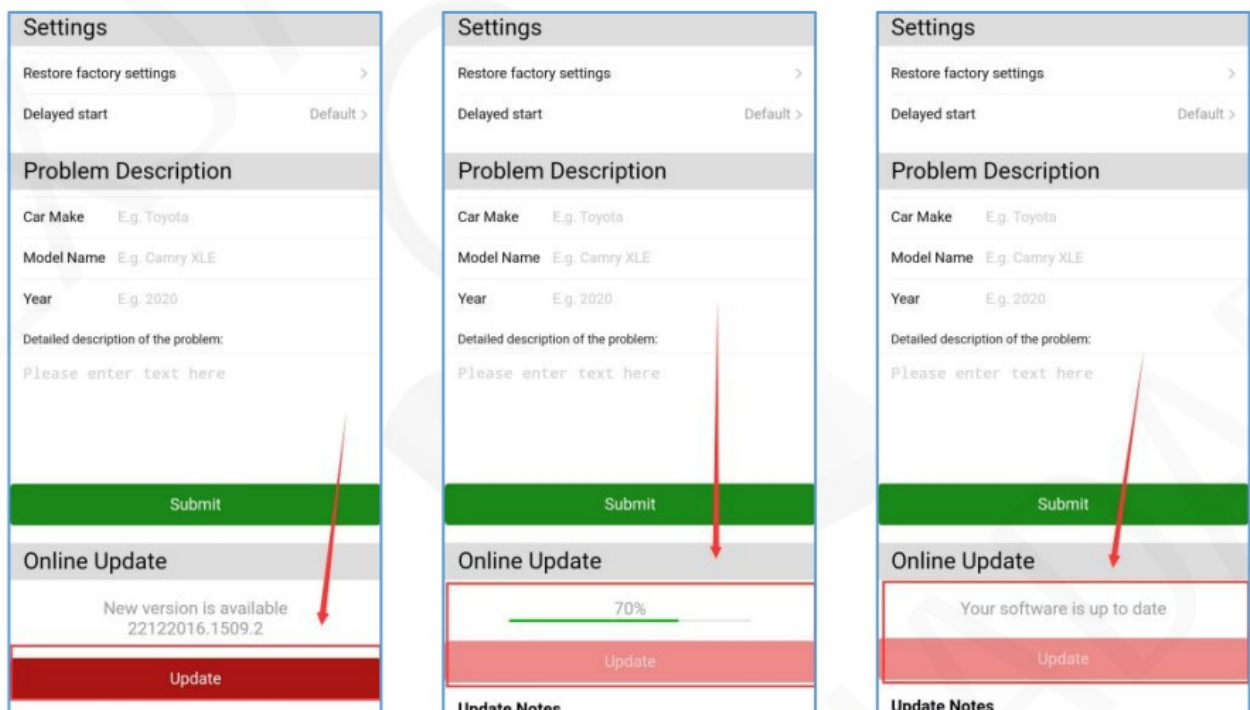 Settings
Restore factory settings >
Delayed start Default >
Problem Description
Car Make E.g. Toyota
Model Name E.g. Camry XLE
Year E.g. 2020
Detailed description of the problem:
Please enter text here
Submit
Online Update
New version is available
22122016.1509.2
Update
Settings
Restore factory settings >
Delayed start Default >
Problem Description
Car Make E.g. Toyota
Model Name E.g. Camry XLE
Year E.g. 2020
Detailed description of the problem:
Please enter text here
Submit
Online Update
70%
Update
Update Notes
Settings
Restore factory settings >
Delayed start Default >
Problem Description
Car Make E.g. Toyota
Model Name E.g. Camry XLE
Year E.g. 2020
Detailed description of the problem:
Please enter text here
Submit
Online Update
Your software is up to date
Update
Update Notes